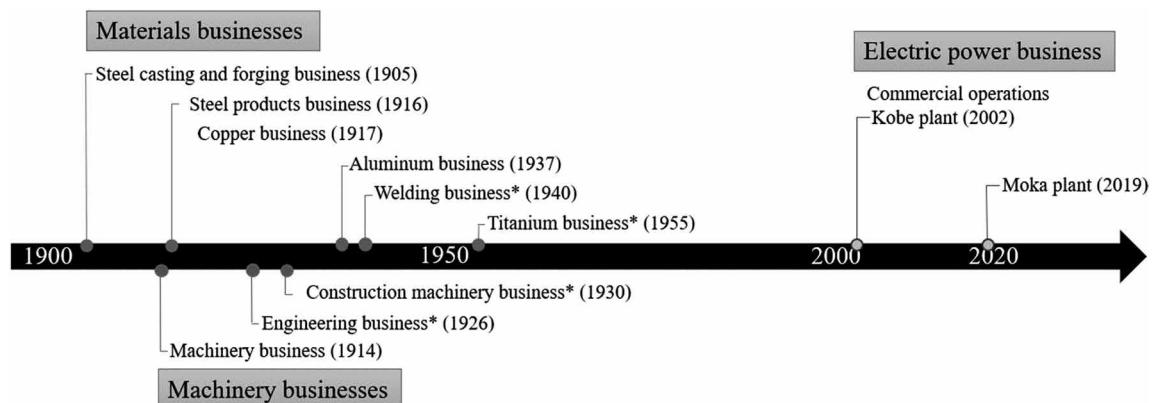 Materials businesses
Steel casting and forging business (1905)
Steel products business (1916)
Copper business (1917)
Aluminum business (1937)
Welding business* (1940)
Titanium business* (1955)
Electric power business
Commercial operations
Kobe plant (2002)
Moka plant (2019)
1900 1950 2000 2020
Construction machinery business* (1930)
Engineering business* (1926)
Machinery business (1914)
Machinery businesses